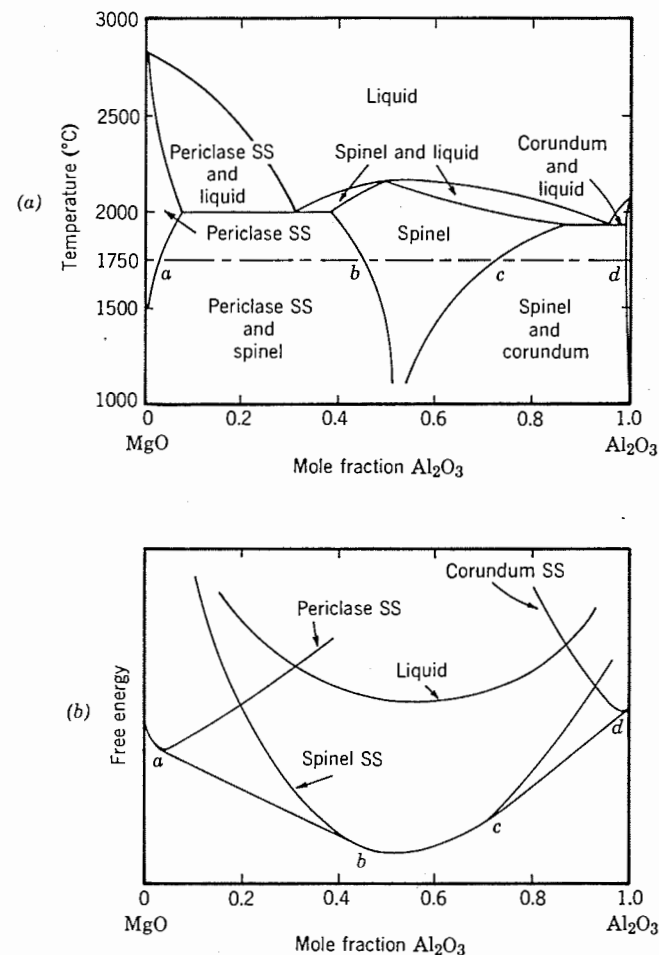 3000
2500
2000
1750
1500
1000
Temperature (°C)
(a)
Liquid
Periclase SS
and
liquid
Spinel and liquid
Corundum
and
liquid
Periclase SS
Spinel
a
b
c
d
Periclase SS
and
spinel
Spinel
and
corundum
0
0.2
0.4
0.6
0.8
1.0
MgO
Al₂O₃
Mole fraction Al₂O₃
(b)
Free energy
Corundum SS
Periclase SS
Liquid
Spinel SS
a
b
c
d
0
0.2
0.4
0.6
0.8
1.0
MgO
Al₂O₃
Mole fraction Al₂O₃